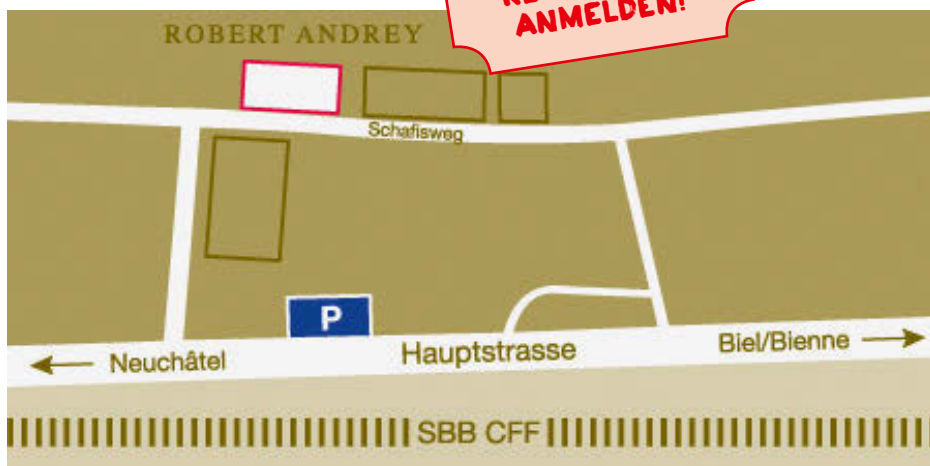 ANMELDEN!
ROBERT ANDREY
Schafisweg
P
Neuchâtel
Hauptstrasse
Biel/Bienne
SBB CFF